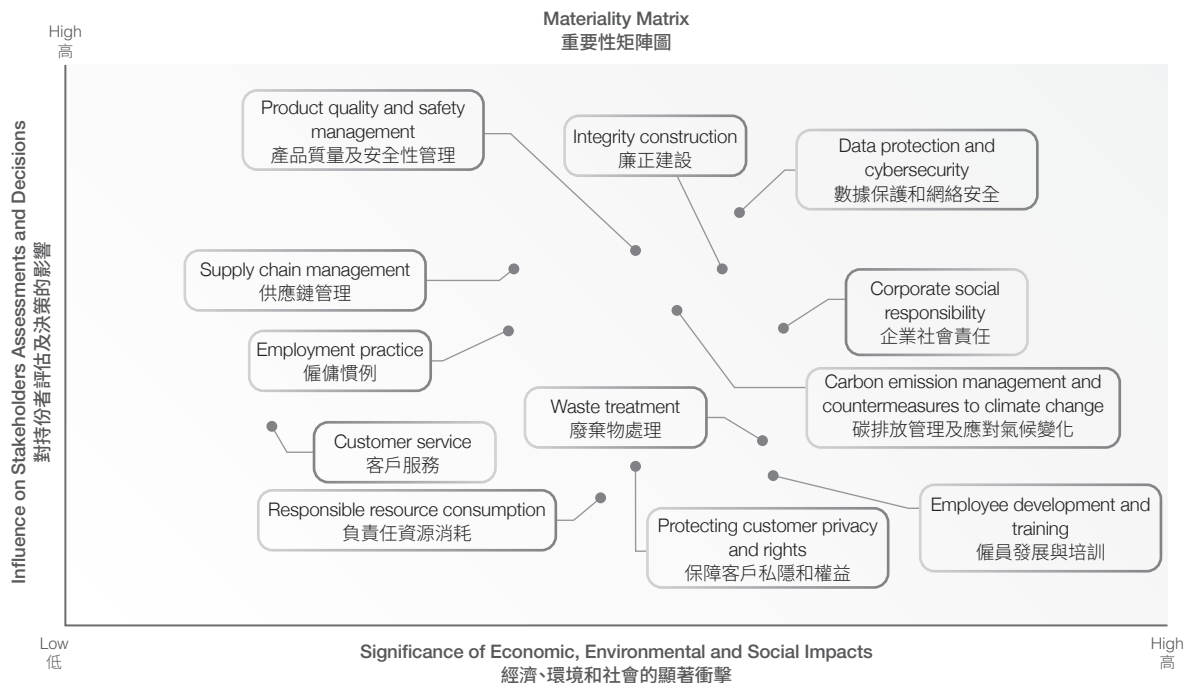 Materiality Matrix
重要性矩陣圖
High
高
Influence on Stakeholders Assessments and Decisions
對持份者評估及決策的影響
Product quality and safety
management
產品質量及安全性管理
Integrity construction
廉正建設
Data protection and
cybersecurity
數據保護和網絡安全
Supply chain management
供應鏈管理
Corporate social
responsibility
企業社會責任
Employment practice
僱傭慣例
Carbon emission management and
countermeasures to climate change
碳排放管理及應對氣候變化
Waste treatment
廢棄物處理
Customer service
客戶服務
Responsible resource consumption
負責任資源消耗
Protecting customer privacy
and rights
保障客戶私隱和權益
Employee development and
training
僱員發展與培訓
Low
低
Significance of Economic, Environmental and Social Impacts
經濟、環境和社會的顯著衝擊
High
高